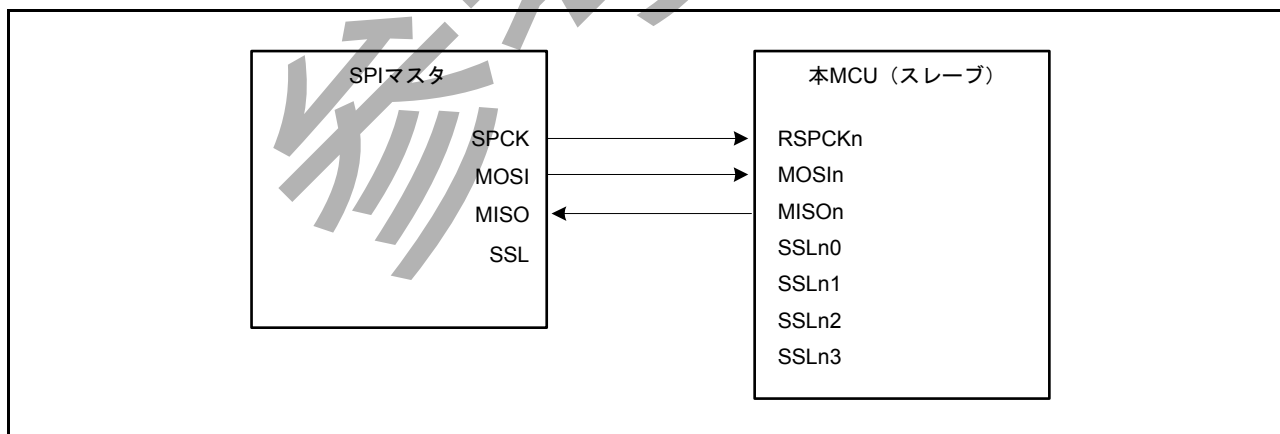 SPIマスタ
SPCK
MOSI
MISO
SSL
本MCU（スレーブ）
RSPCKn
MOSIn
MISOn
SSLn0
SSLn1
SSLn2
SSLn3